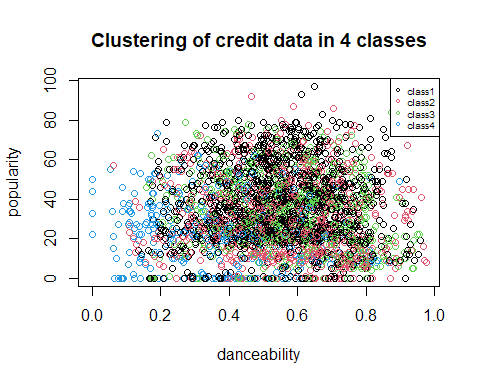 Clustering of credit data in 4 classes
class1
class2
class3
class4
popularity
100
80
60
40
20
0
0.0 0.2 0.4 0.6 0.8 1.0
danceability